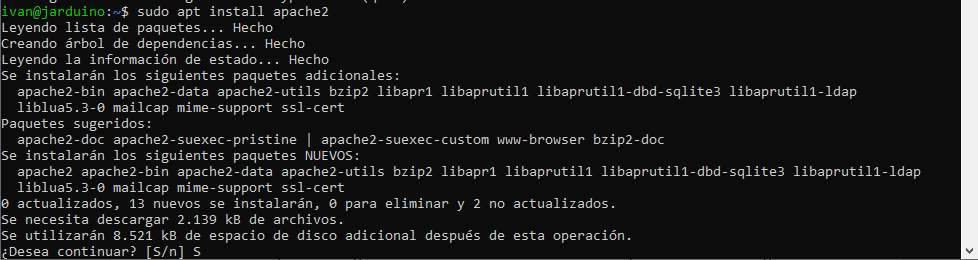 ivan@jarduino:~$ sudo apt install apache2
Leyendo lista de paquetes... Hecho
Creando árbol de dependencias... Hecho
Leyendo la información de estado... Hecho
Se instalarán los siguientes paquetes adicionales:
  apache2-bin apache2-data apache2-utils bzip2 libapr1 libaprutil1 libaprutil1-dbd-sqlite3 libaprutil1-ldap
  liblua5.3-0 mailcap mime-support ssl-cert
Paquetes sugeridos:
  apache2-doc apache2-suexec-pristine | apache2-suexec-custom www-browser bzip2-doc
Se instalarán los siguientes paquetes NUEVOS:
  apache2 apache2-bin apache2-data apache2-utils bzip2 libapr1 libaprutil1 libaprutil1-dbd-sqlite3 libaprutil1-ldap
  liblua5.3-0 mailcap mime-support ssl-cert
0 actualizados, 13 nuevos se instalarán, 0 para eliminar y 2 no actualizados.
Se necesita descargar 2.139 kB de archivos.
Se utilizarán 8.521 kB de espacio de disco adicional después de esta operación.
¿Desea continuar? [S/n] S